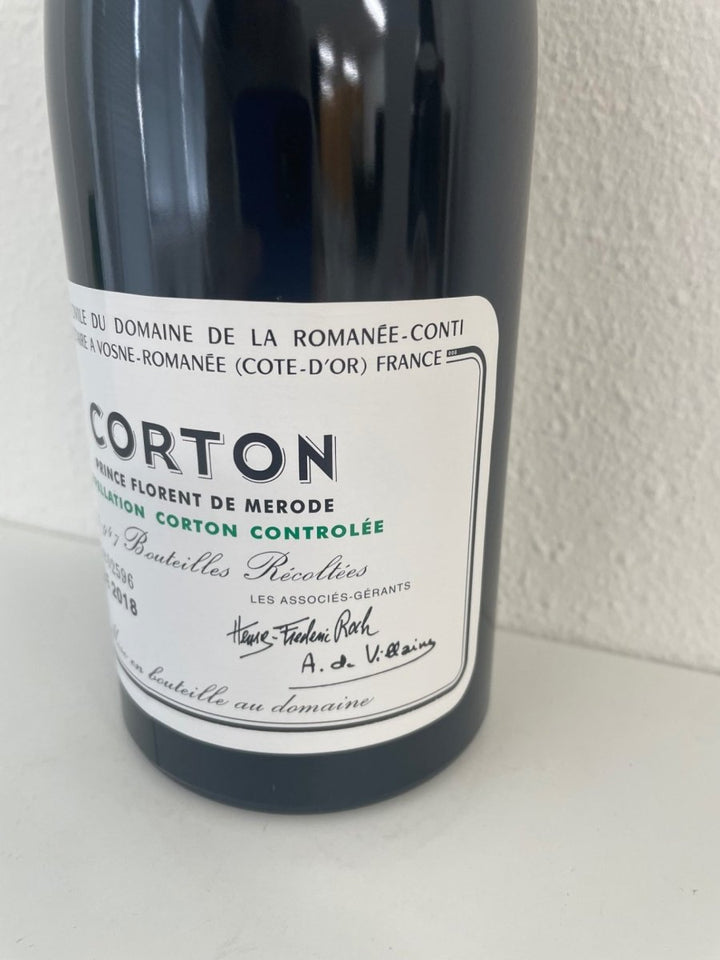 DU DOMAINE DE LA ROMANÉE-CONTI
A VOSNE-ROMANÉE (COTE-D'OR) FRANCE
CORTON
PRINCE FLORENT DE MERODE
CORTON CONTROLÉE
Bouteilles Récoltées
LES ASSOCIÉS-GÉRANTS
2018
Henry-Frédéric Roch
A. de Villaine
en bouteille au domaine